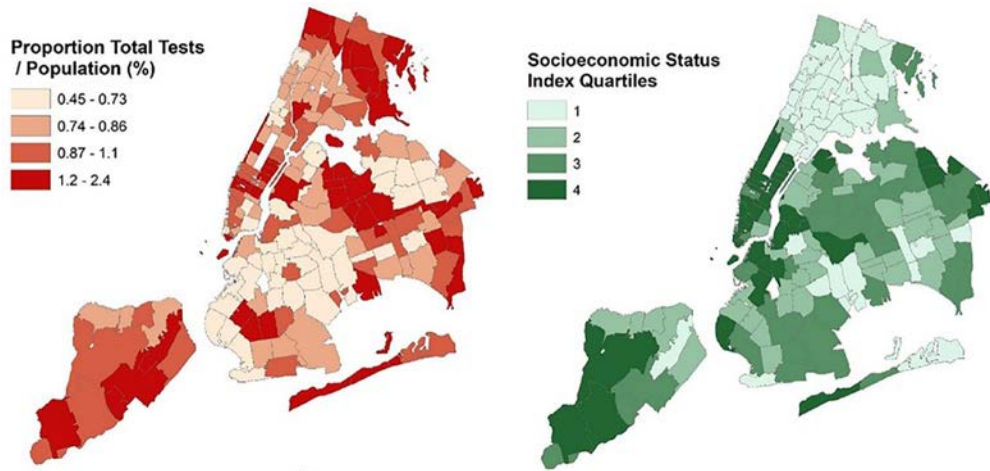 Proportion Total Tests
/ Population (%)
0.45 - 0.73
0.74 - 0.86
0.87 - 1.1
1.2 - 2.4
Socioeconomic Status
Index Quartiles
1
2
3
4